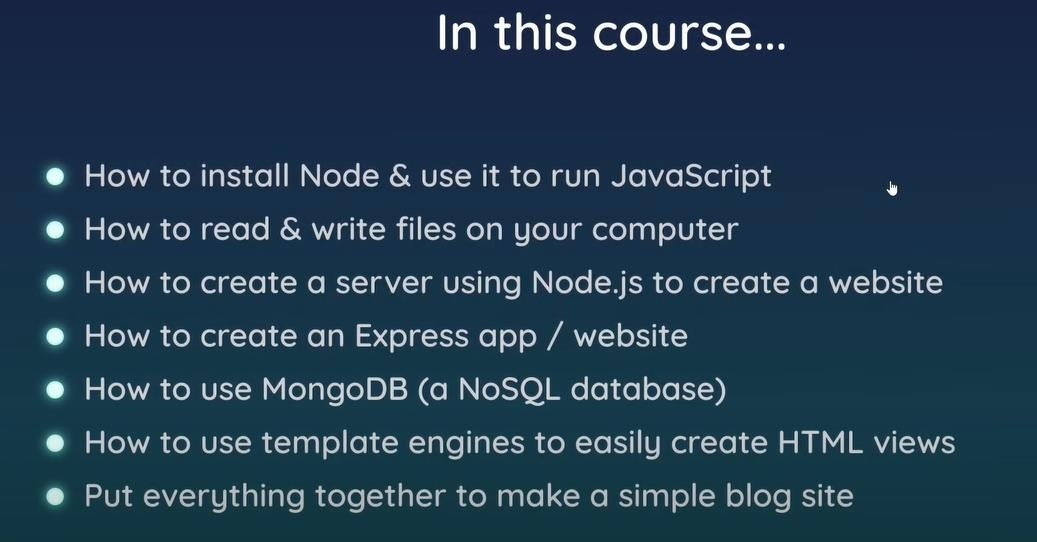 In this course...
How to install Node & use it to run JavaScript
How to read & write files on your computer
How to create a server using Node.js to create a website
How to create an Express app / website
How to use MongoDB (a NoSQL database)
How to use template engines to easily create HTML views
Put everything together to make a simple blog site